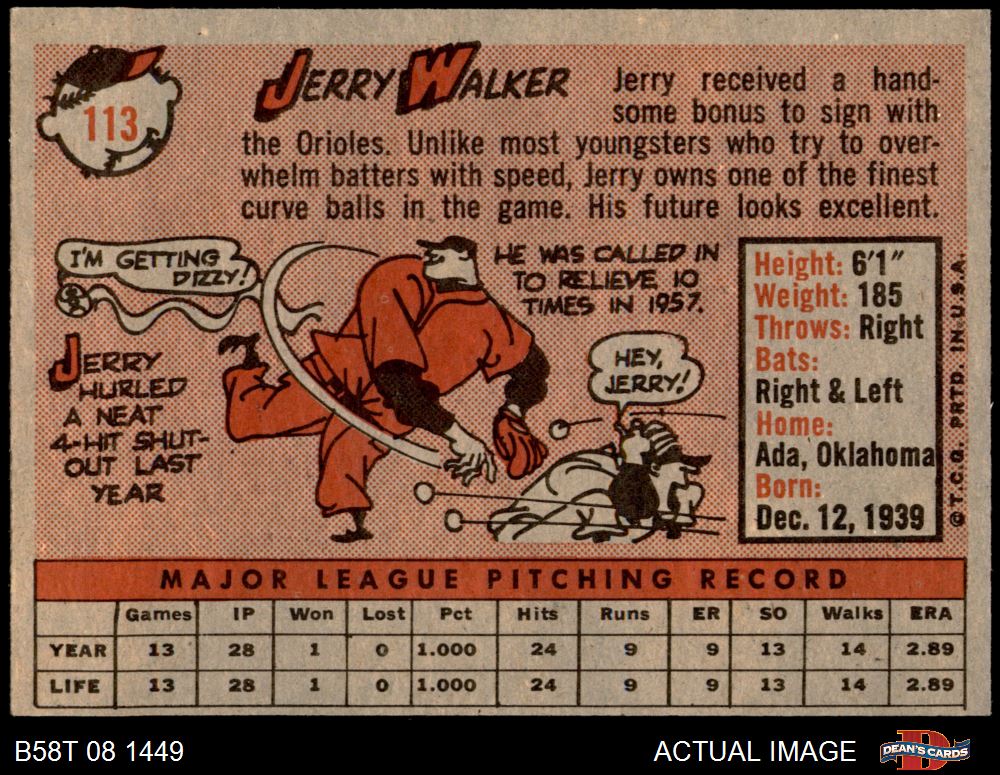 113
JERRY WALKER
Jerry received a hand-
some bonus to sign with
the Orioles. Unlike most youngsters who try to over-
whelm batters with speed, Jerry owns one of the finest
curve balls in the game. His future looks excellent.
I'M GETTING
DIZZY!
HE WAS CALLED IN
TO RELIEVE 10
TIMES IN 1957.
JERRY
HURLED
A NEAT
4-HIT SHUT-
OUT LAST
YEAR
HEY,
JERRY!
Height: 6'1"
Weight: 185
Throws: Right
Bats:
Right & Left
Home:
Ada, Oklahoma
Born:
Dec. 12, 1939
© T.C.G. PRTD. IN U.S.A.
MAJOR LEAGUE PITCHING RECORD
Games IP Won Lost Pct Hits Runs ER SO Walks ERA
YEAR 13 28 1 0 1.000 24 9 9 13 14 2.89
LIFE 13 28 1 0 1.000 24 9 9 13 14 2.89
B58T 08 1449
ACTUAL IMAGE
DEAN'S CARDS